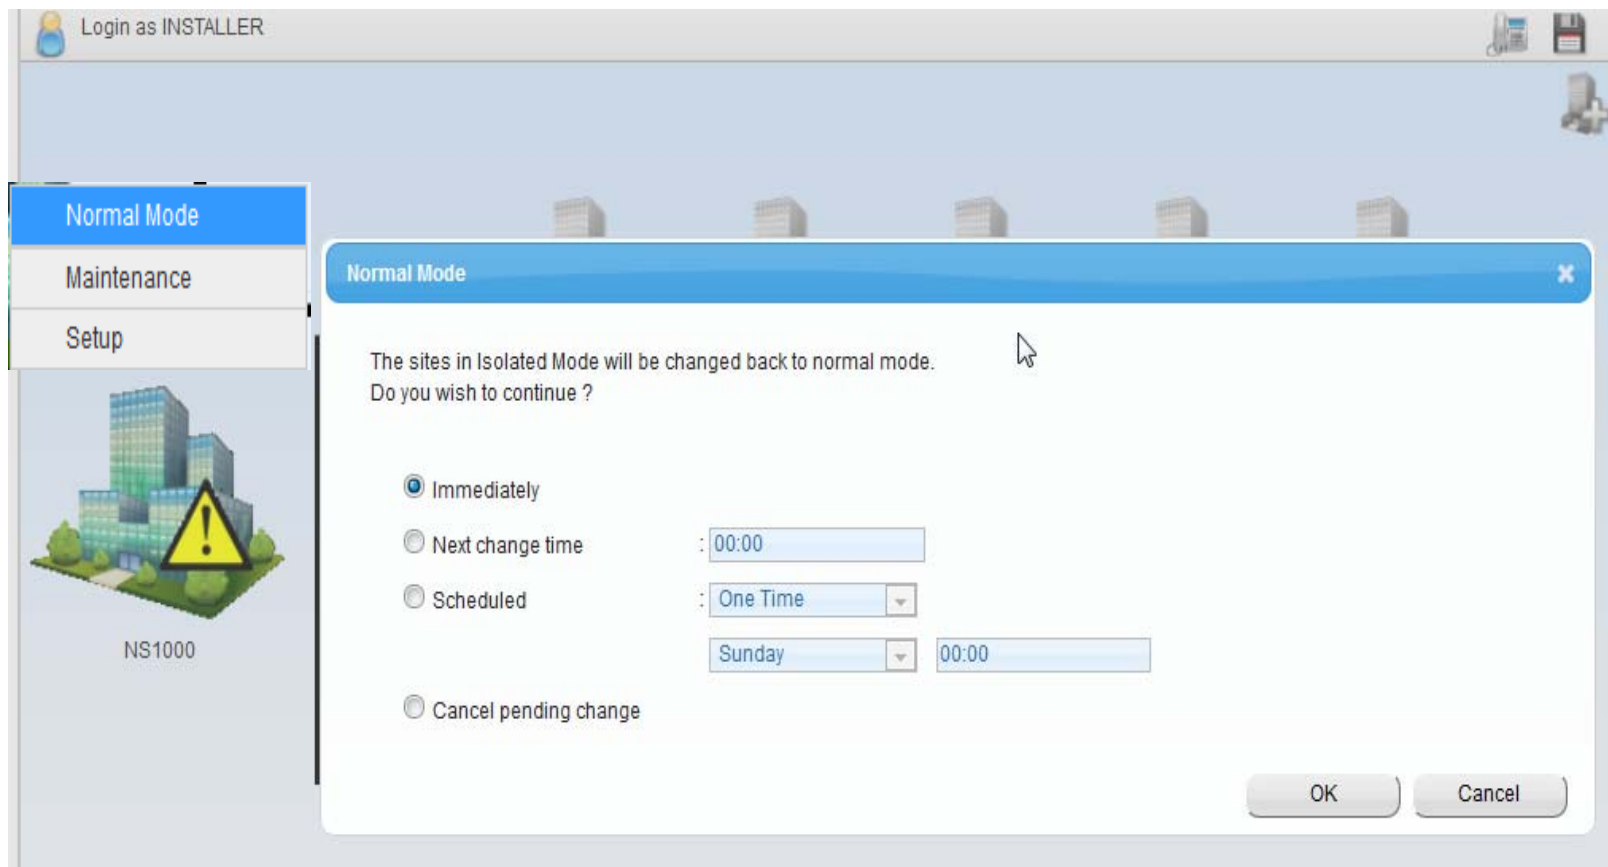 Login as INSTALLER
Normal Mode
Maintenance
Setup
NS1000
Normal Mode
The sites in Isolated Mode will be changed back to normal mode.
Do you wish to continue ?
Immediately
Next change time : 00:00
Scheduled : One Time
Sunday 00:00
Cancel pending change
OK Cancel